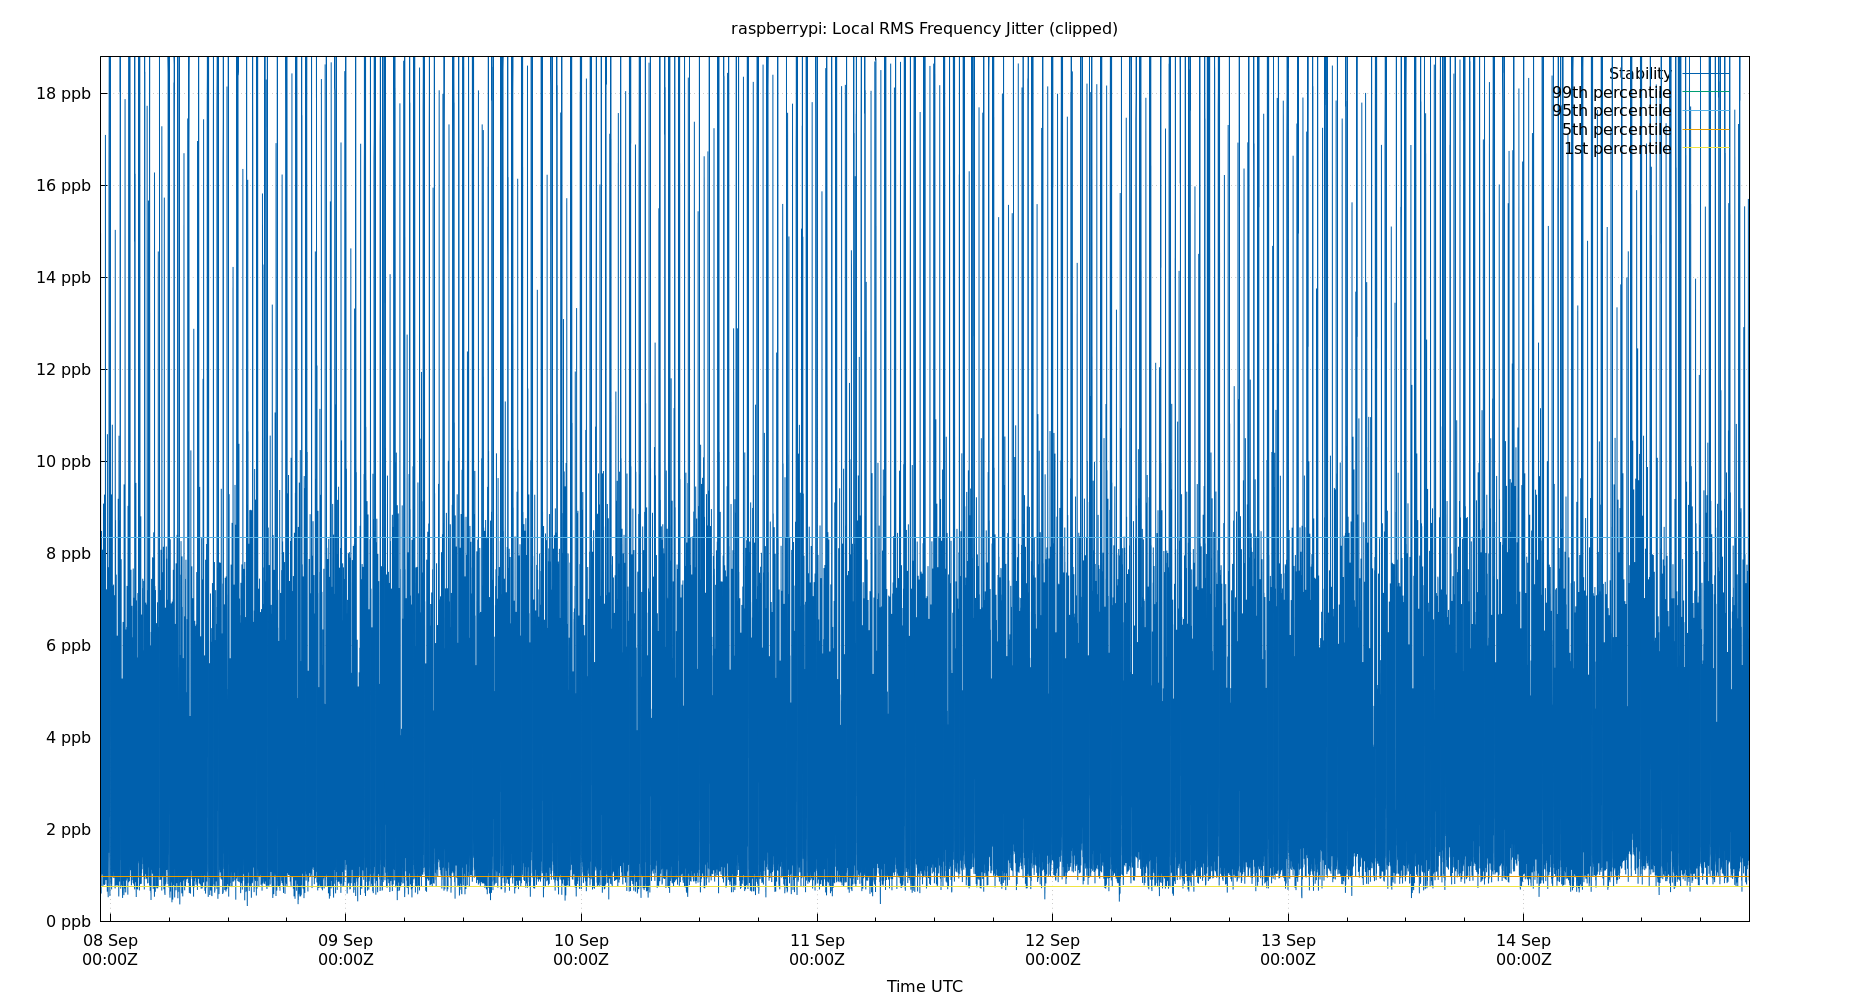 raspberrypi: Local RMS Frequency Jitter (clipped)
Stability
99th percentile
95th percentile
5th percentile
1st percentile
18 ppb
16 ppb
14 ppb
12 ppb
10 ppb
8 ppb
6 ppb
4 ppb
2 ppb
0 ppb
08 Sep 09 Sep 10 Sep 11 Sep 12 Sep 13 Sep 14 Sep
00:00Z 00:00Z 00:00Z 00:00Z 00:00Z 00:00Z 00:00Z
Time UTC